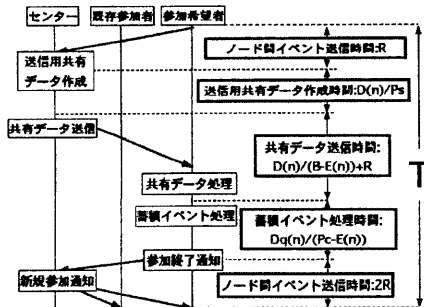 センター 既存参加者 参加希望者
ノード間イベント送信時間:R
送信用共有
データ作成
送信用共有データ作成時間:D(n)/Ps
共有データ送信
共有データ送信時間:
D(n)/(B-E(n))+R
T
共有データ処理
蓄積イベント処理
蓄積イベント処理時間:
Dq(n)/(Pc-E(n))
参加終了通知
新規参加通知
ノード間イベント送信時間:2R